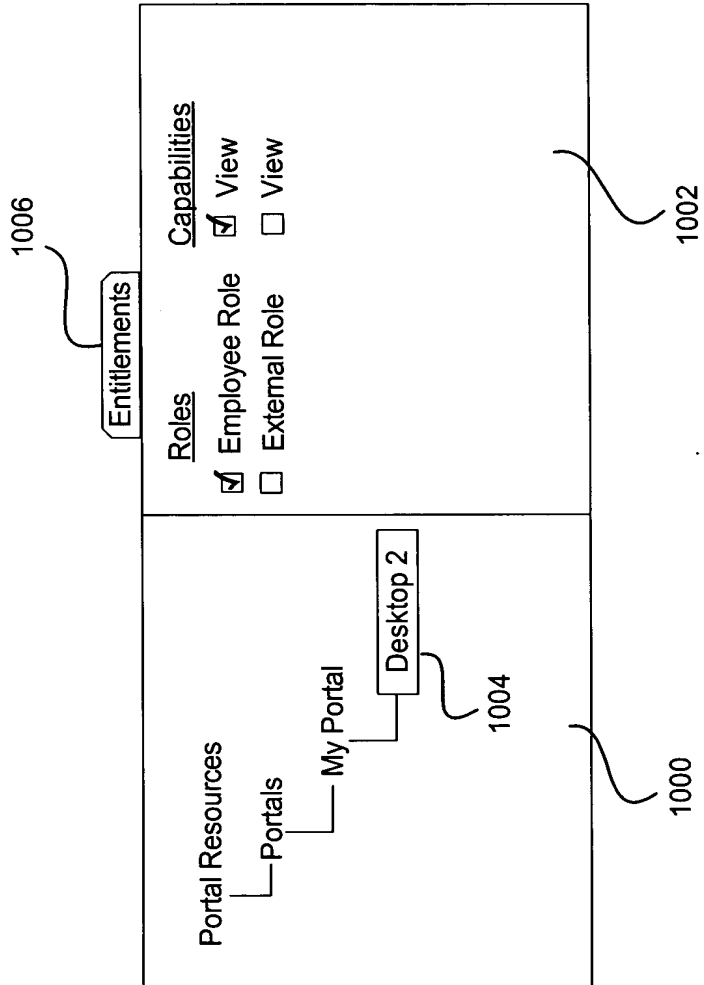 1006
Entitlements
Portal Resources
Portals
My Portal
Desktop 2
1004
1000
Roles Capabilities
Employee Role View
External Role View
1002